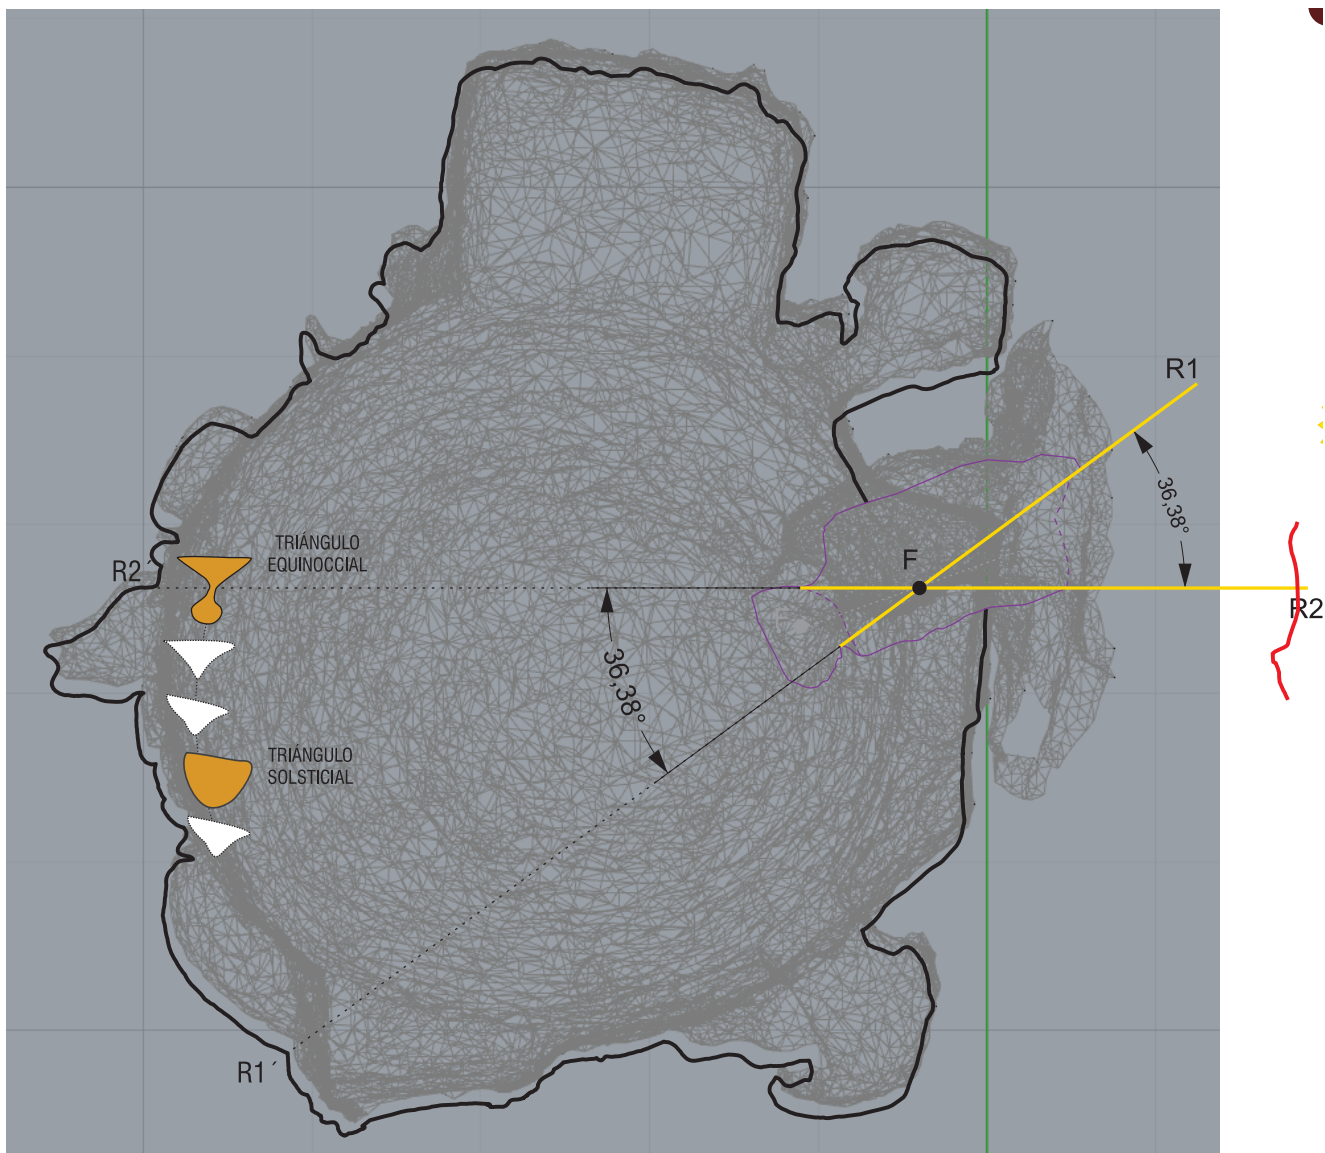 R1
36,38°
TRIÁNGULO
EQUINOCCIAL
F
R2´
R2
36,38°
TRIÁNGULO
SOLSTICIAL
R1´